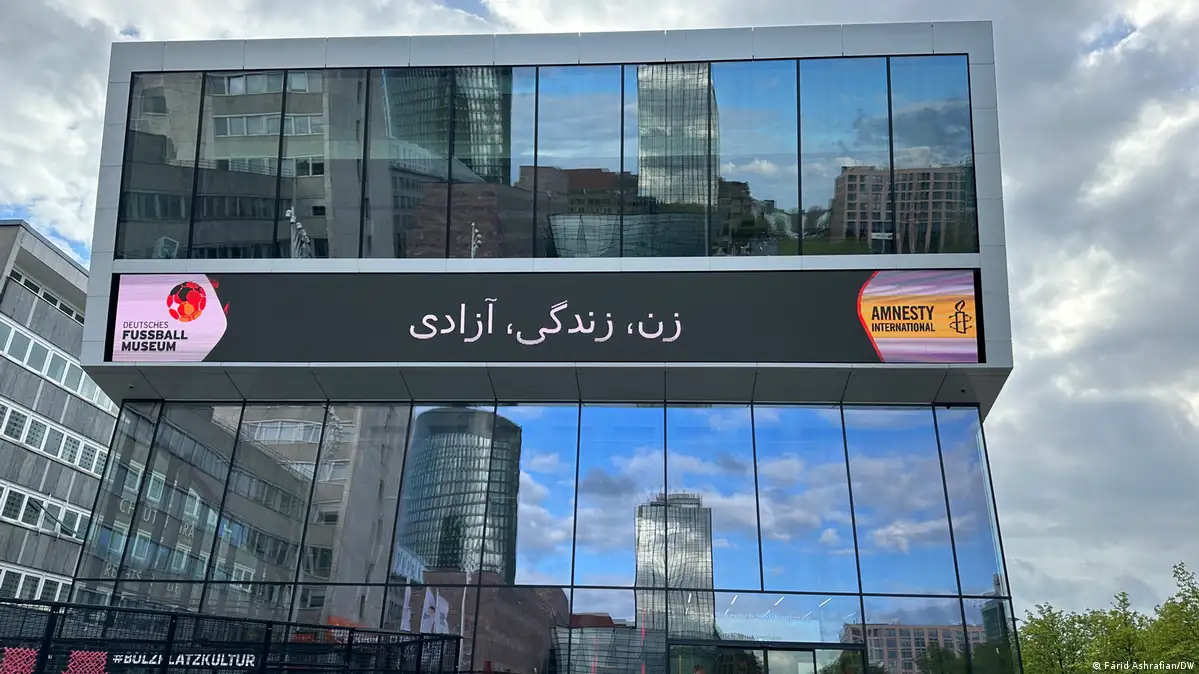 زن، زندگی، آزادی
DEUTSCHES
FUSSBALL
MUSEUM
AMNESTY
INTERNATIONAL
#BOLZPLATZKULTUR
© Farid Ashrafian/DW